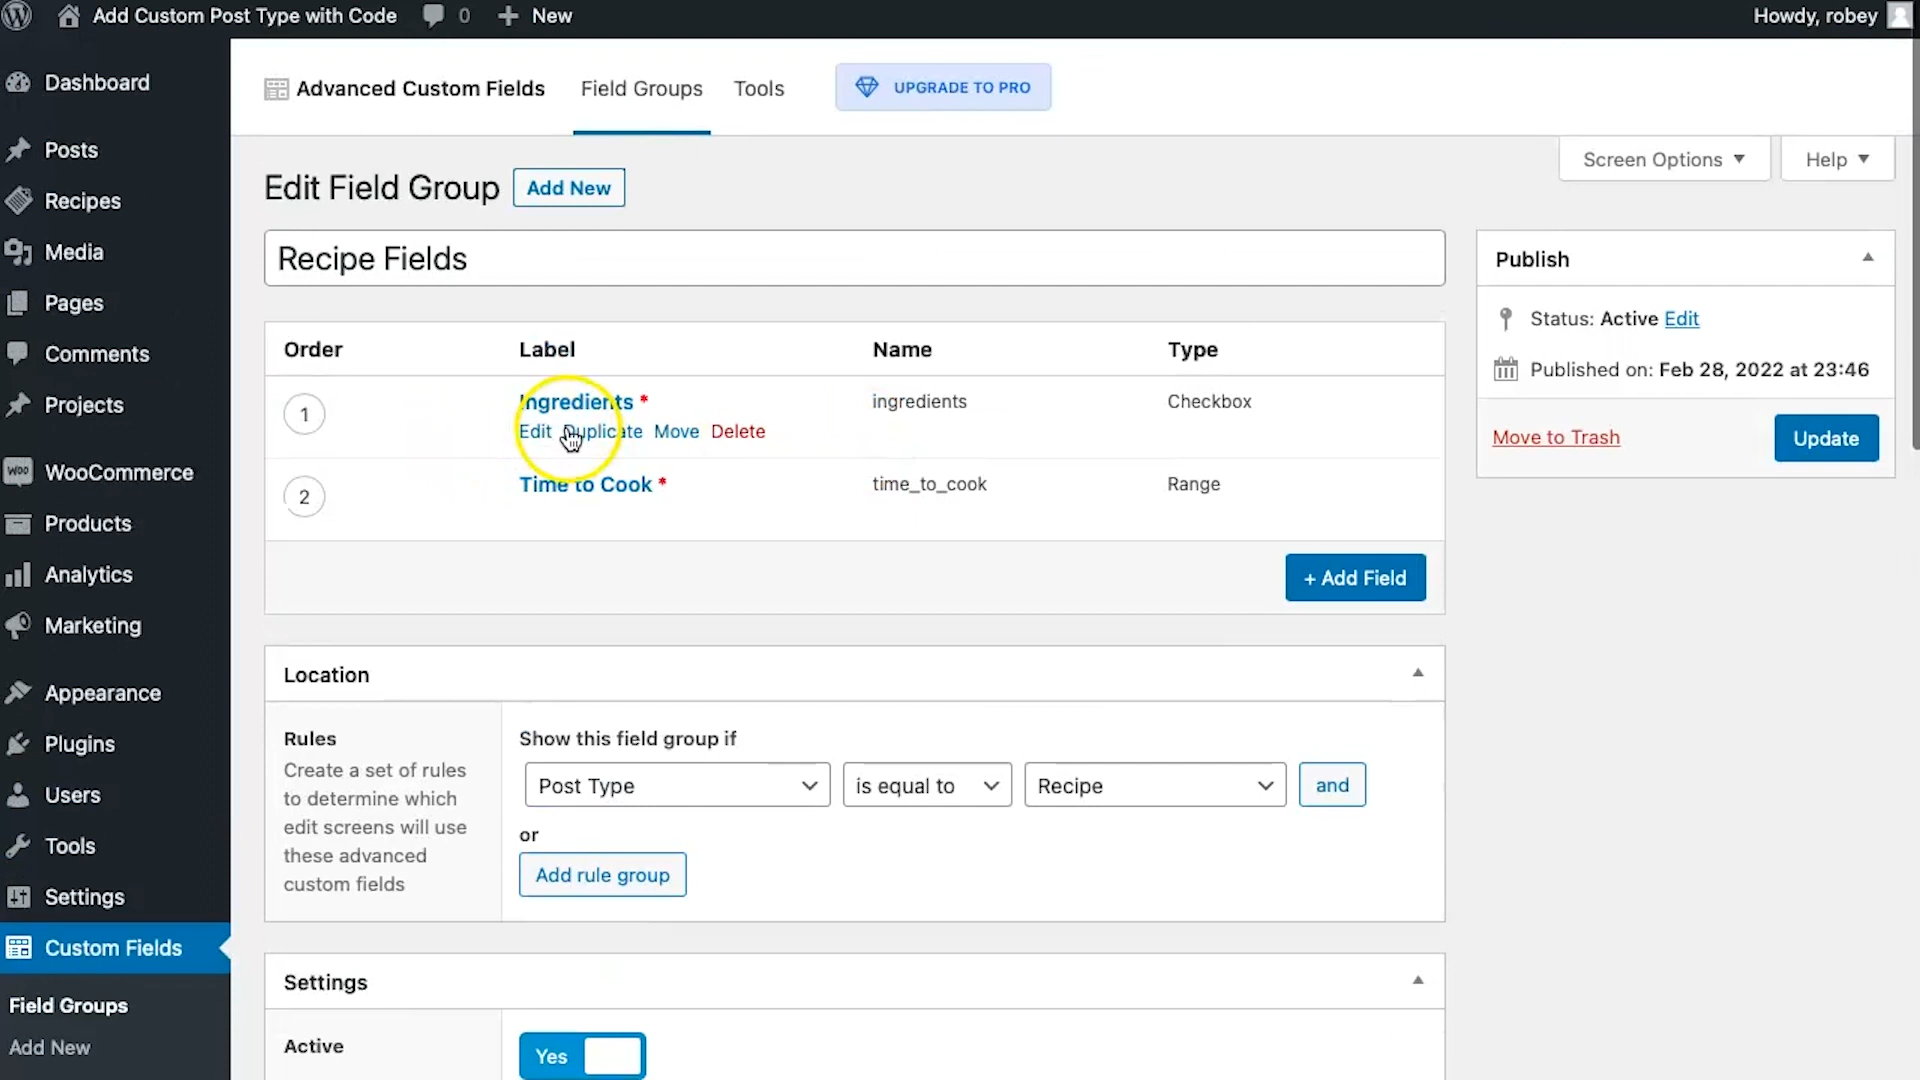 Add Custom Post Type with Code 0 New Howdy, robey
Dashboard
Posts
Recipes
Media
Pages
Comments
Projects
WOO WooCommerce
Products
Analytics
Marketing
Appearance
Plugins
Users
Tools
Settings
Custom Fields
Field Groups
Add New
Advanced Custom Fields Field Groups Tools UPGRADE TO PRO
Screen Options Help
Edit Field Group Add New
Recipe Fields
Order Label Name Type
1 Ingredients * ingredients Checkbox
Edit Duplicate Move Delete
2 Time to Cook * time_to_cook Range
+ Add Field
Location
Rules
Create a set of rules
to determine which
edit screens will use
these advanced
custom fields
Show this field group if
Post Type is equal to Recipe and
or
Add rule group
Settings
Active Yes
Publish
Status: Active Edit
Published on: Feb 28, 2022 at 23:46
Move to Trash Update